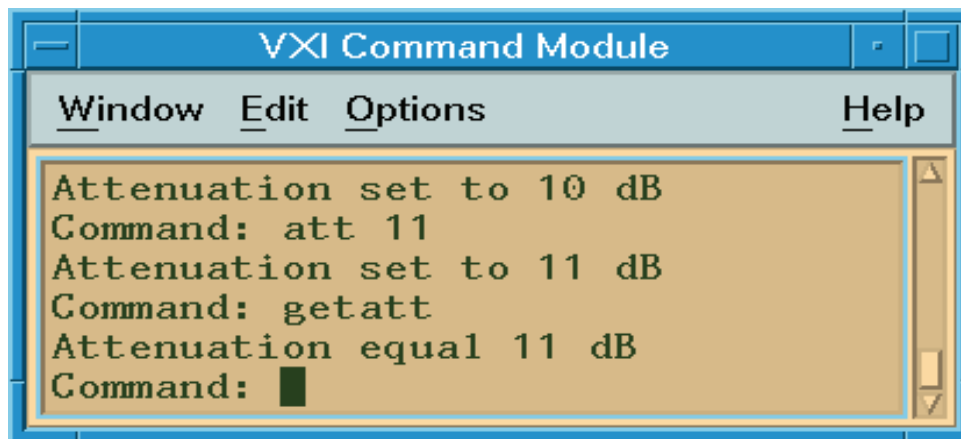 VXI Command Module
Window Edit Options Help
Attenuation set to 10 dB
Command: att 11
Attenuation set to 11 dB
Command: getatt
Attenuation equal 11 dB
Command: